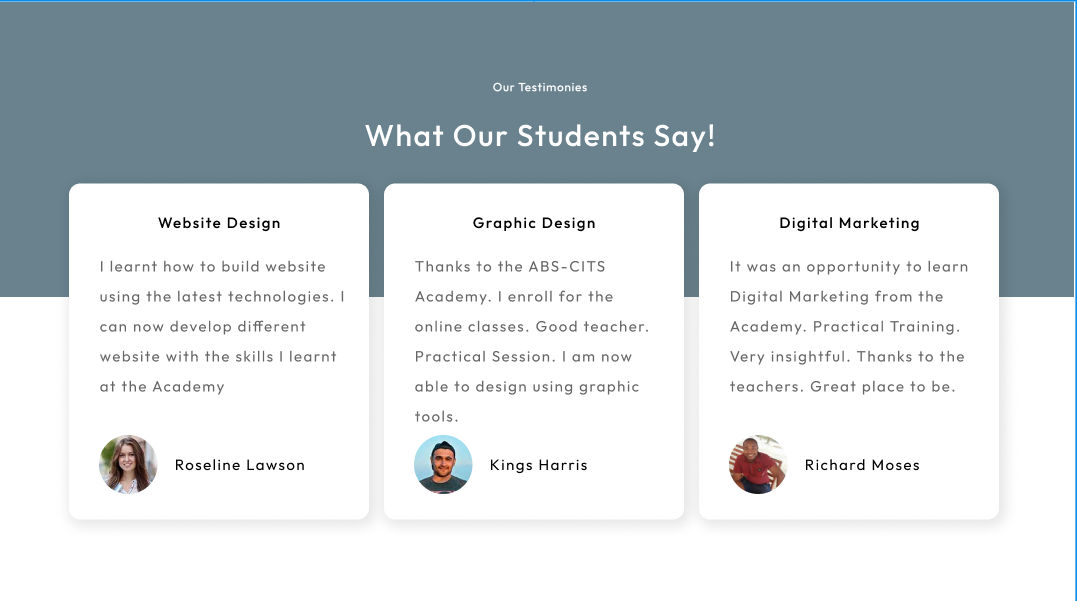 Our Testimonies
What Our Students Say!
Website Design
I learnt how to build website
using the latest technologies. I
can now develop different
website with the skills I learnt
at the Academy
Roseline Lawson
Graphic Design
Thanks to the ABS-CITS
Academy. I enroll for the
online classes. Good teacher.
Practical Session. I am now
able to design using graphic
tools.
Kings Harris
Digital Marketing
It was an opportunity to learn
Digital Marketing from the
Academy. Practical Training.
Very insightful. Thanks to the
teachers. Great place to be.
Richard Moses